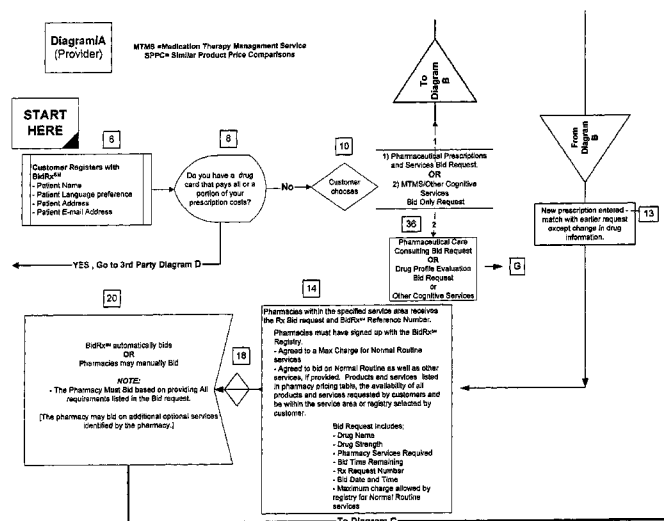 Diagram/A
(Provider)
MTMS =Medication Therapy Management Service
SPPC= Similar Product Price Comparisons
To
Diagram
B
From
Diagram
B
START
HERE
6
8
10
Customer Registers with
BidRx℠
- Patient Name
- Patient Language preference
- Patient Address
- Patient E-mail Address
Do you have a drug
card that pays all or a
portion of your
prescription costs?
No
Customer
chooses
1
1) Pharmaceutical Prescriptions
and Services Bid Request.
OR
2) MTMS/Other Cognitive
Services
Bid Only Request
2
New prescription entered -
match with earlier request
except change in drug
information.
13
36
Pharmaceutical Care
Consulting Bid Request
OR
Drug Profile Evaluation
Bid Request
or
Other Cognitive Services
G
YES , Go to 3rd Party Diagram D
20
14
Pharmacies within the specified service area receives
the Rx Bid request and BidRx℠ Reference Number.
Pharmacies must have signed up with the BidRx℠
Registry.
- Agreed to a Max Charge for Normal Routine
services
- Agreed to bid on Normal Routine as well as other
services, if provided. Products and services listed
in pharmacy pricing table, the availability of all
products and services requested by customers and
be within the service area or registry selected by
customer.
Bid Request includes;
- Drug Name
- Drug Strength
- Pharmacy Services Required
- Bid Time Remaining
- Rx Request Number
- Bid Date and Time
- Maximum charge allowed by
registry for Normal Routine
services
18
BidRx℠ automatically bids
OR
Pharmacies may manually Bid
NOTE:
- The Pharmacy Must Bid based on providing All
requirements listed in the Bid request.
[The pharmacy may bid on additional optional services
identified by the pharmacy.]
To Diagram C